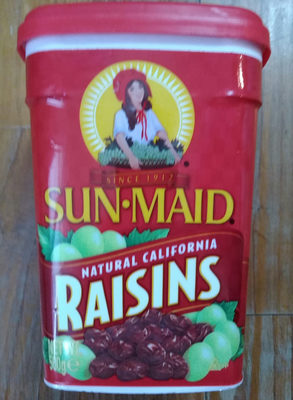 SINCE 1912
SUN•MAID
NATURAL CALIFORNIA
RAISINS